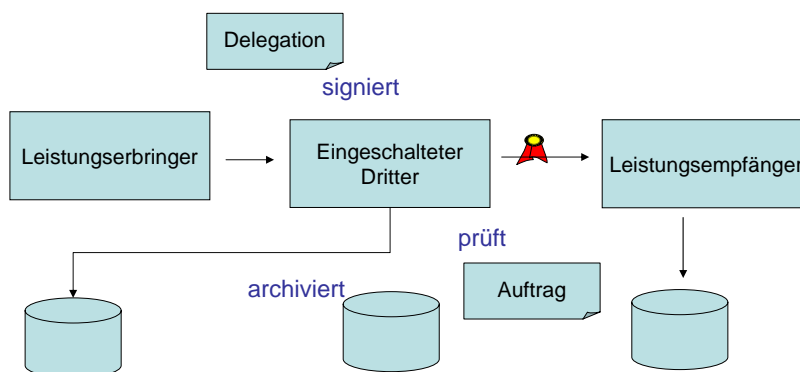 Delegation
signiert
Leistungserbringer
Eingeschalteter
Dritter
Leistungsempfänger
prüft
archiviert
Auftrag